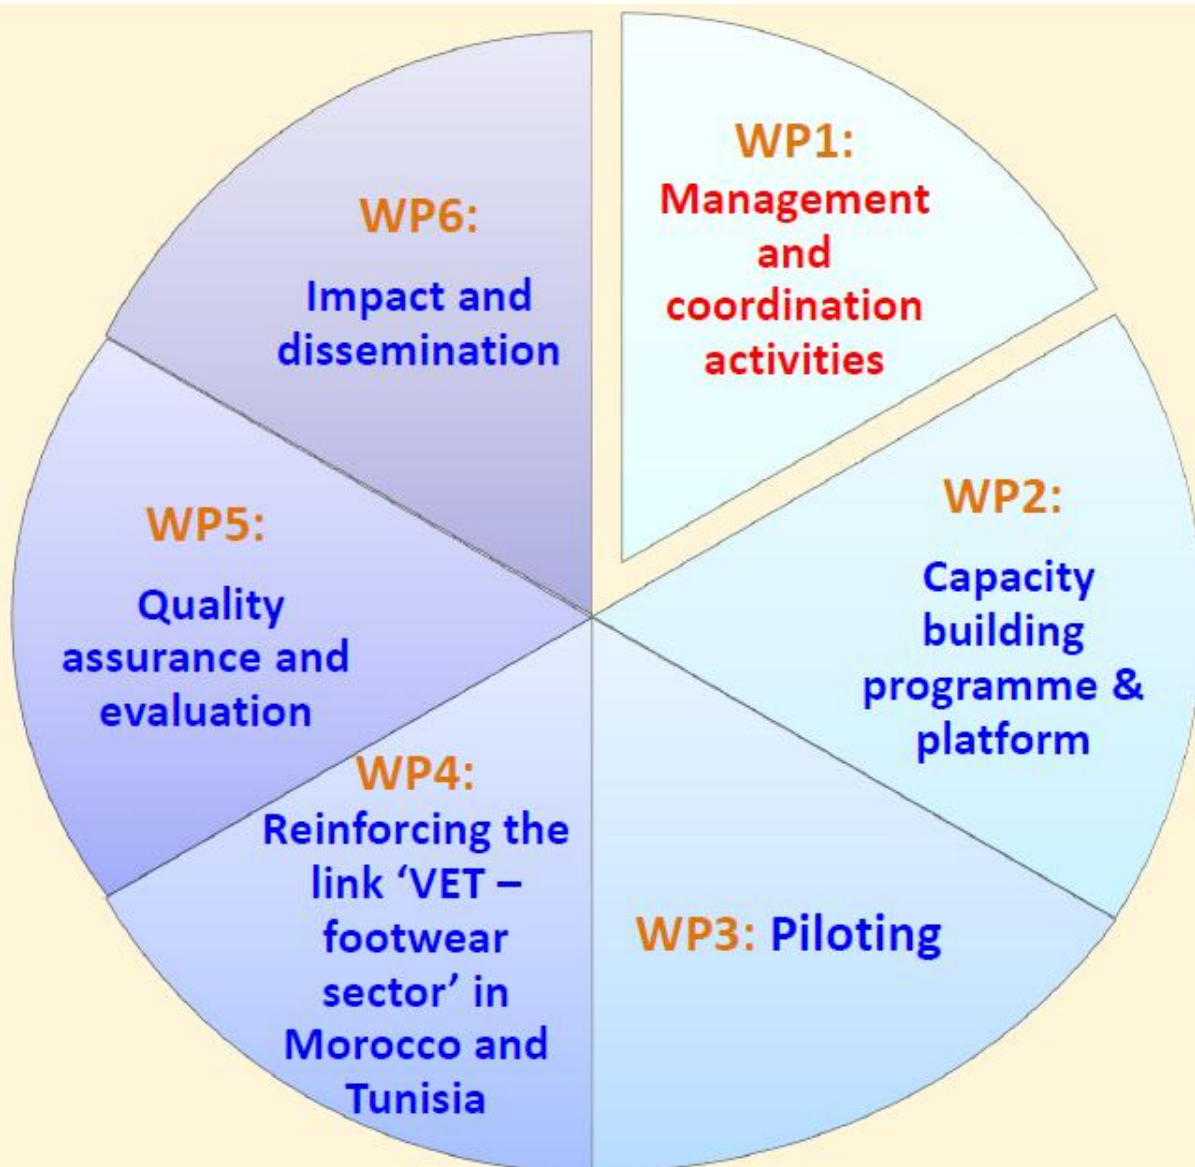 WP1:
Management
and
coordination
activities
WP2:
Capacity
building
programme &
platform
WP3: Piloting
WP4:
Reinforcing the
link ‘VET –
footwear
sector’ in
Morocco and
Tunisia
WP5:
Quality
assurance and
evaluation
WP6:
Impact and
dissemination